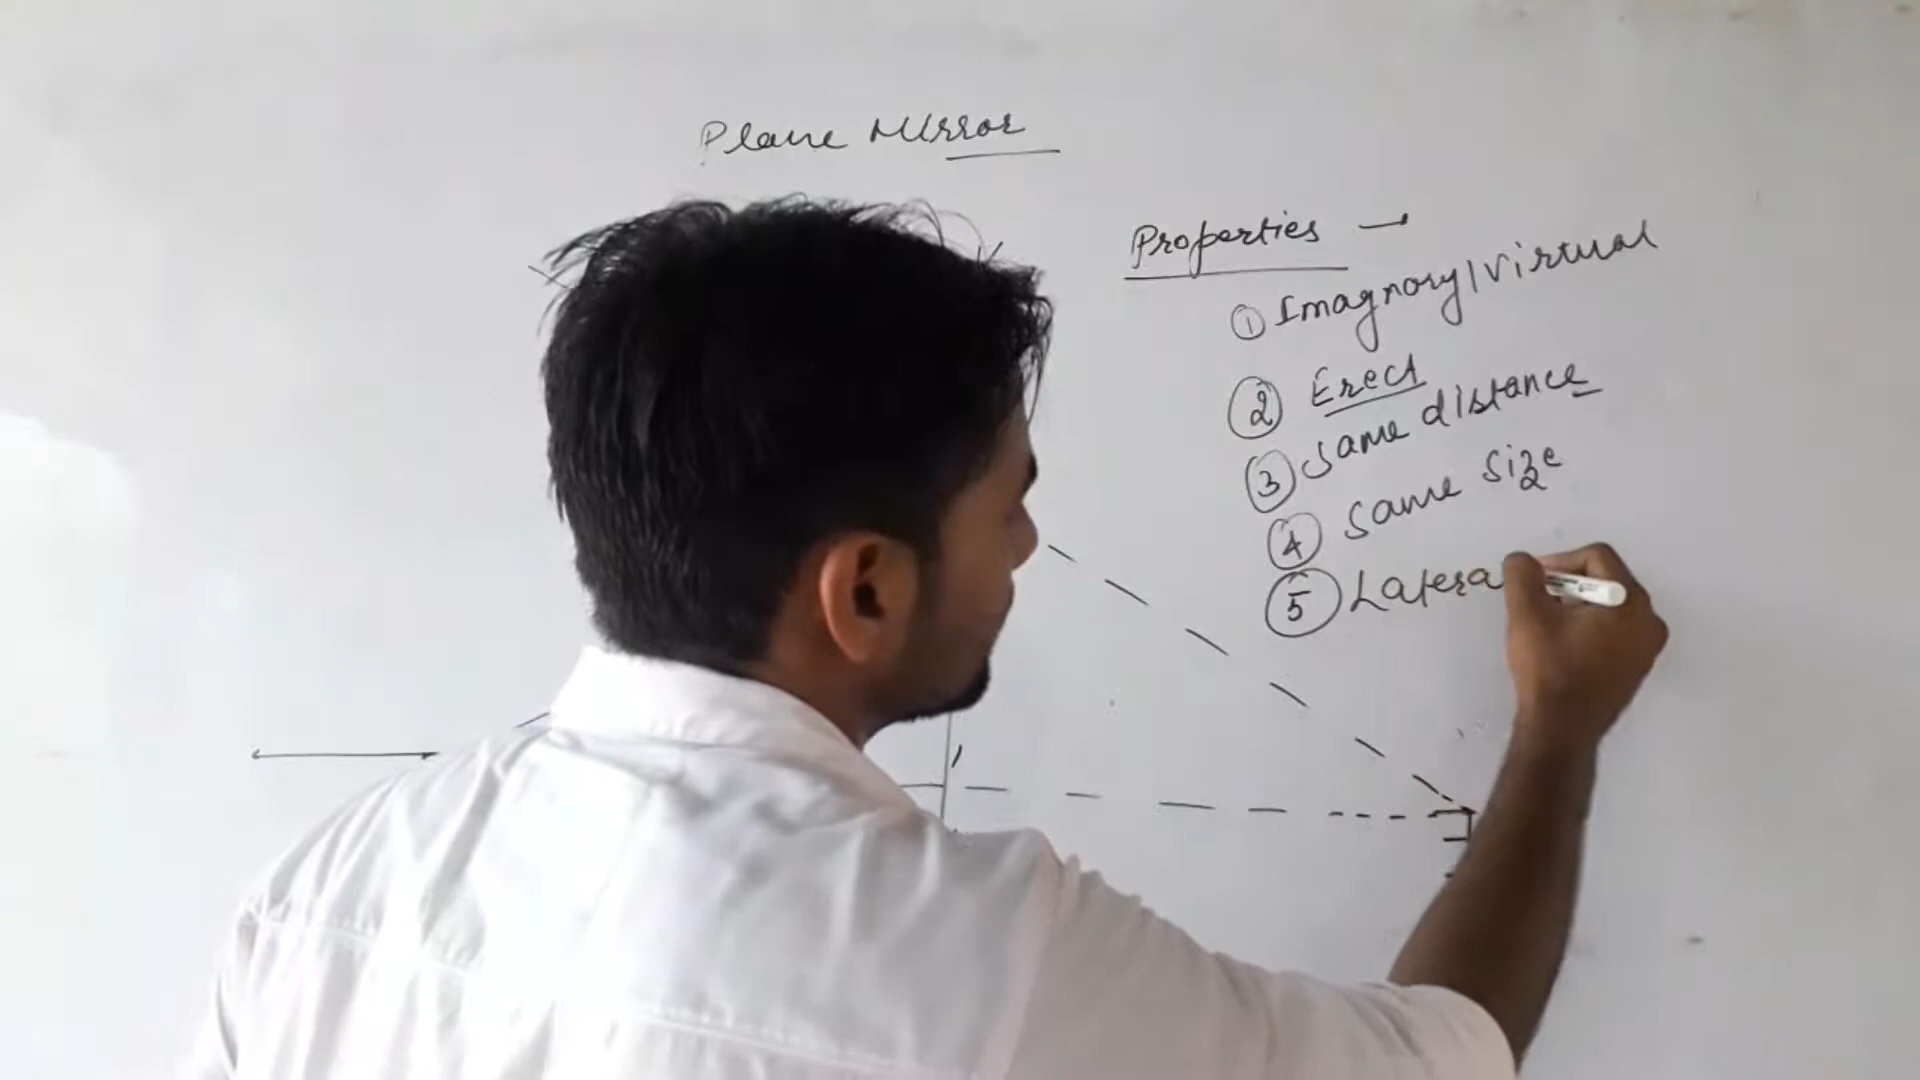 Plane Mirror
Properties →
① Imagnory/virtual
② Erect
③ Same distance
④ Same size
⑤ Latera